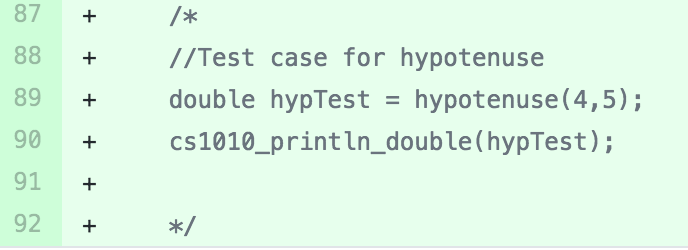 87 + /*
88 + //Test case for hypotenuse
89 + double hypTest = hypotenuse(4,5);
90 + cs1010_println_double(hypTest);
91 +
92 + */